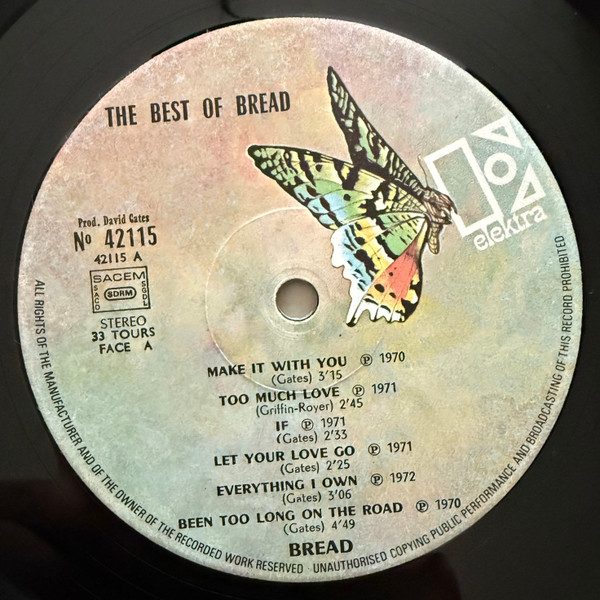 THE BEST OF BREAD
elektra
Prod. David Gates
Nº 42115
42115 A
SACEM
SACD
SDRM
SGDL
STEREO
33 TOURS
FACE A
MAKE IT WITH YOU ℗ 1970
(Gates) 3'15
TOO MUCH LOVE ℗ 1971
(Griffin-Royer) 2'45
IF ℗ 1971
(Gates) 2'33
LET YOUR LOVE GO ℗ 1971
(Gates) 2'25
EVERYTHING I OWN ℗ 1972
(Gates) 3'06
BEEN TOO LONG ON THE ROAD ℗ 1970
(Gates) 4'49
BREAD
ALL RIGHTS OF THE MANUFACTURER AND OF THE OWNER OF THE RECORDED WORK RESERVED · UNAUTHORISED COPYING PUBLIC PERFORMANCE AND BROADCASTING OF THIS RECORD PROHIBITED